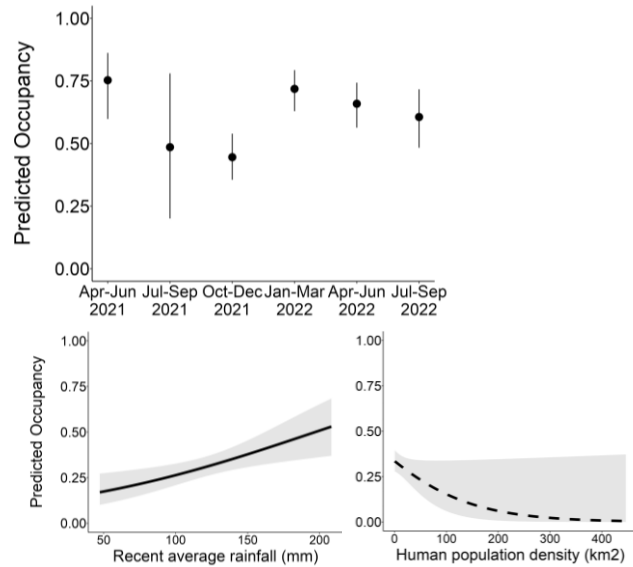 1.00
0.75
0.50
0.25
0.00
Predicted Occupancy
Apr-Jun Jul-Sep Oct-Dec Jan-Mar Apr-Jun Jul-Sep
2021 2021 2021 2022 2022 2022
1.00
0.75
0.50
0.25
0.00
Predicted Occupancy
50 100 150 200
Recent average rainfall (mm)
1.00
0.75
0.50
0.25
0.00
0 100 200 300 400
Human population density (km2)